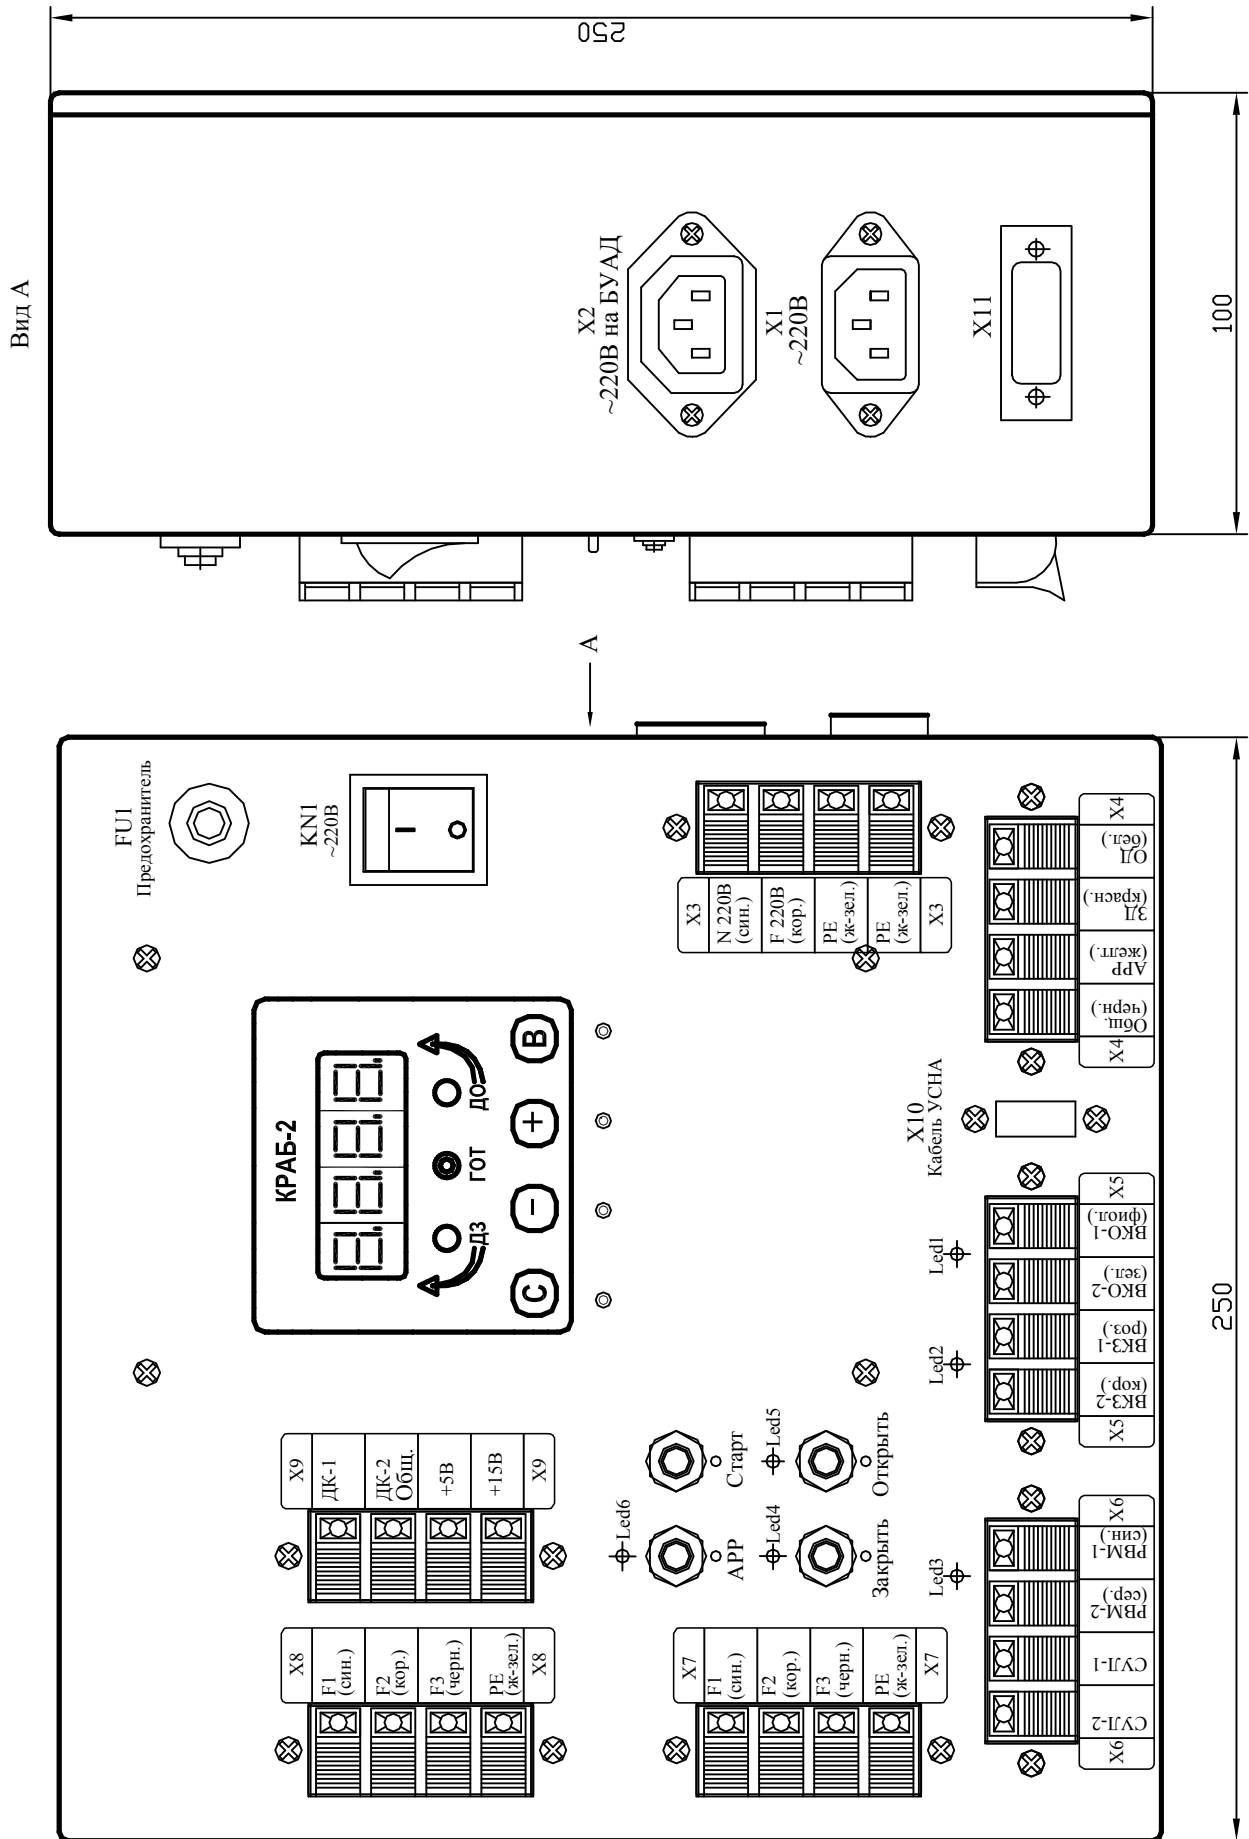 Вид А
250
100
X2
~220В на БУАД
X1
~220В
X11
А
FU1
Предохранитель
KN1
~220В
КРАБ-2
ДЗ
ГОТ
ДО
С
−
+
В
X9
ДК-1
ДК-2
Общ.
+5В
+15В
X9
X8
F1
(син.)
F2
(кор.)
F3
(черн.)
PE
(ж-зел.)
X8
X3
N 220В
(син.)
F 220В
(кор.)
PE
(ж-зел.)
PE
(ж-зел.)
X3
X7
F1
(син.)
F2
(кор.)
F3
(черн.)
PE
(ж-зел.)
X7
Led6
АРР
Старт
Led4
Led5
Закрыть
Открыть
Led3
Led2
Led1
X10
Кабель УСНА
X4
ОД
(бел.)
ЗД
(красн.)
АРР
(желт.)
Общ.
(черн.)
X4
X5
ВКО-1
(фиол.)
ВКО-2
(зел.)
ВКЗ-1
(роз.)
ВКЗ-2
(кор.)
X5
X6
РВМ-1
(син.)
РВМ-2
(сер.)
СУЛ-1
СУЛ-2
X6
250